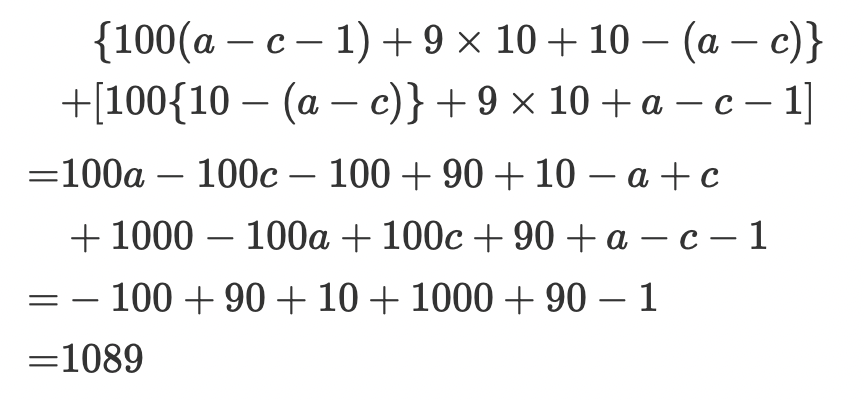 {100(a − c − 1) + 9 × 10 + 10 − (a − c)}
+[100{10 − (a − c)} + 9 × 10 + a − c − 1]
=100a − 100c − 100 + 90 + 10 − a + c
+ 1000 − 100a + 100c + 90 + a − c − 1
= − 100 + 90 + 10 + 1000 + 90 − 1
=1089